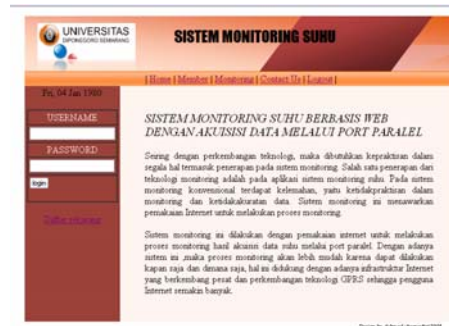 UNIVERSITAS
DIPONEGORO SEMARANG
SISTEM MONITORING SUHU
| Home | Member | Monitoring | Contact Us | Logout |
Fri, 04 Jan 1980
USERNAME
PASSWORD
login
Daftar sekarang
SISTEM MONITORING SUHU BERBASIS WEB
DENGAN AKUISISI DATA MELALUI PORT PARALEL
Seiring dengan perkembangan teknologi, maka dibutuhkan kepraktisan dalam
segala hal termasuk penerapan pada sistem monitoring. Salah satu penerapan dari
teknologi monitoring adalah pada aplikasi sistem monitoring suhu. Pada sistem
monitoring konvensional terdapat kelemahan, yaitu ketidakpraktisan dalam
monitoring dan ketidakakuratan data. Sistem monitoring ini menawarkan
pemakaian Internet untuk melakukan proses monitoring.
Sistem monitoring ini dilakukan dengan pemakaian internet untuk melakukan
proses monitoring hasil akuisisi data suhu melalui port paralel. Dengan adanya
sistem ini ,maka proses monitoring akan lebih mudah karena dapat dilakukan
kapan saja dan dimana saja, hal ini didukung dengan adanya infrastruktur Internet
yang berkembang pesat dan perkembangan teknologi GPRS sehingga pengguna
Internet semakin banyak.